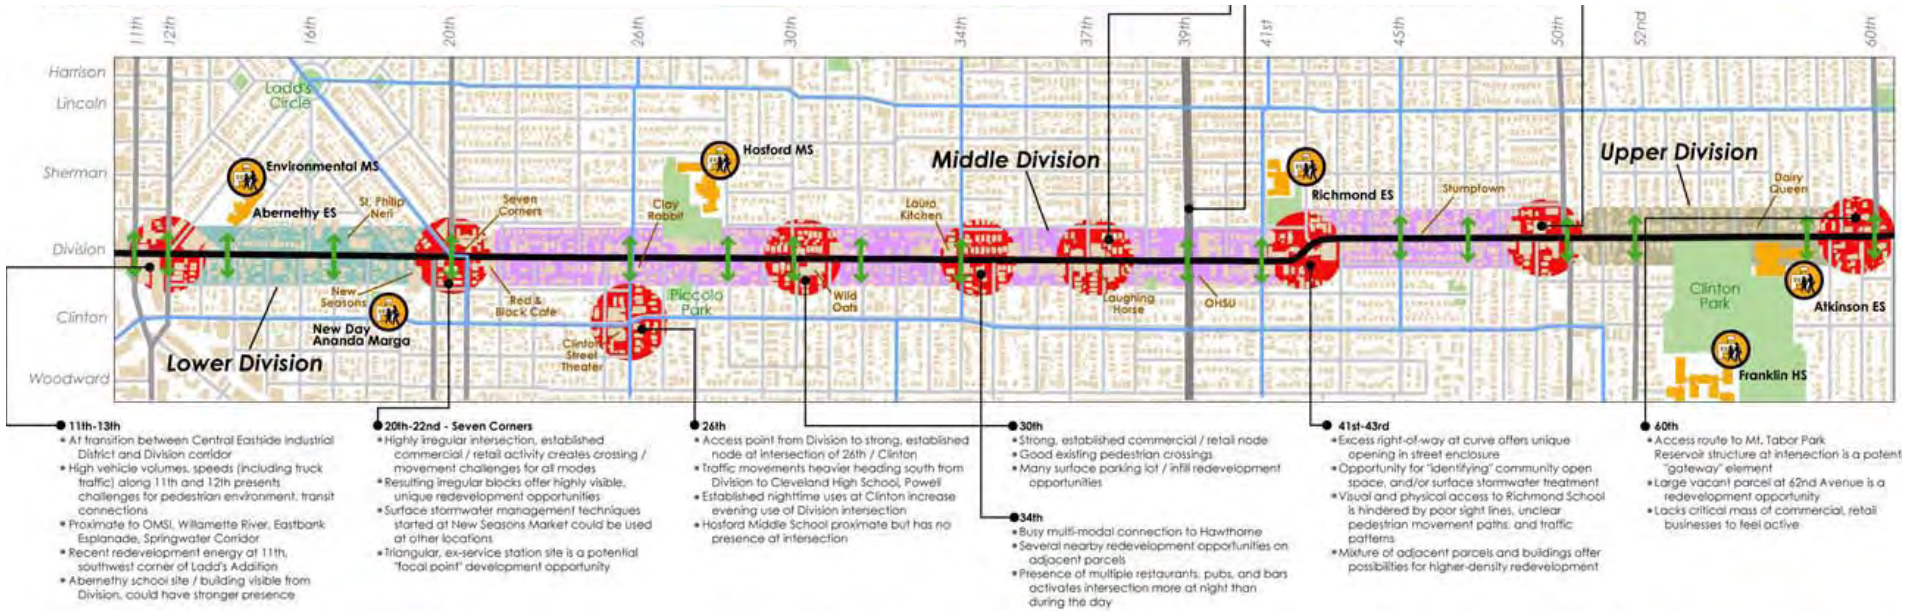 11th
12th
16th
20th
26th
30th
34th
37th
39th
41st
45th
50th
52nd
60th
Harrison
Lincoln
Sherman
Division
Clinton
Woodward
Ladd's
Circle
Environmental MS
Abernethy ES
St. Philip
Neri
Seven
Corners
Hosford MS
Clay
Rabbit
Middle Division
Lauro
Kitchen
Richmond ES
Stumptown
Upper Division
Dairy
Queen
New
Seasons
New Day
Ananda Marga
Lower Division
Red &
Black Cafe
Piccolo
Park
Clinton
Street
Theater
Wild
Oats
Laughing
Horse
OHSU
Clinton
Park
Atkinson ES
Franklin HS
11th-13th
• At transition between Central Eastside Industrial
District and Division corridor
• High vehicle volumes, speeds (including truck
traffic) along 11th and 12th presents
challenges for pedestrian environment, transit
connections
• Proximate to OMSI, Willamette River, Eastbank
Esplanade, Springwater Corridor
• Recent redevelopment energy at 11th,
southwest corner of Ladd's Addition
• Abernethy school site / building visible from
Division, could have stronger presence
20th-22nd - Seven Corners
• Highly irregular intersection, established
commercial / retail activity creates crossing /
movement challenges for all modes
• Resulting irregular blocks offer highly visible,
unique redevelopment opportunities
• Surface stormwater management techniques
started at New Seasons Market could be used
at other locations
• Triangular, ex-service station site is a potential
"focal point" development opportunity
26th
• Access point from Division to strong, established
node at intersection of 26th / Clinton
• Traffic movements heavier heading south from
Division to Cleveland High School, Powell
• Established nighttime uses at Clinton increase
evening use of Division intersection
• Hosford Middle School proximate but has no
presence at intersection
30th
• Strong, established commercial / retail node
• Good existing pedestrian crossings
• Many surface parking lot / infill redevelopment
opportunities
34th
• Busy multi-modal connection to Hawthorne
• Several nearby redevelopment opportunities on
adjacent parcels
• Presence of multiple restaurants, pubs, and bars
activates intersection more at night than
during the day
41st-43rd
• Excess right-of-way at curve offers unique
opening in street enclosure
• Opportunity for "identifying" community open
space, and/or surface stormwater treatment
• Visual and physical access to Richmond School
is hindered by poor sight lines, unclear
pedestrian movement paths, and traffic
patterns
• Mixture of adjacent parcels and buildings offer
possibilities for higher-density redevelopment
60th
• Access route to Mt. Tabor Park
Reservoir structure at intersection is a potent
"gateway" element
• Large vacant parcel at 62nd Avenue is a
redevelopment opportunity
• Lacks critical mass of commercial, retail
businesses to feel active